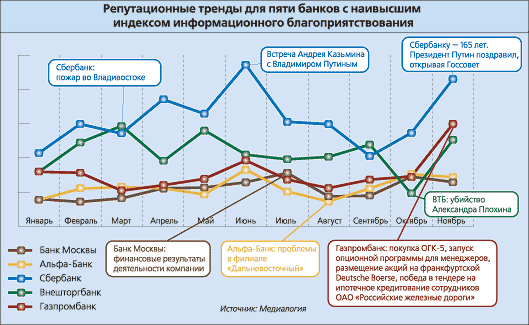 Репутационные тренды для пяти банков с наивысшим
индексом информационного благоприятствования
Сбербанк:
пожар во Владивостоке
Встреча Андрея Казьмина
с Владимиром Путиным
Сбербанку — 165 лет.
Президент Путин поздравил,
открывая Госсовет
ВТБ: убийство
Александра Плохина
Январь Февраль Март Апрель Май Июнь Июль Август Сентябрь Октябрь Ноябрь
Банк Москвы
Альфа-Банк
Сбербанк
Внешторгбанк
Газпромбанк
Банк Москвы:
финансовые результаты
деятельности компании
Альфа-Банк: проблемы
в филиале
«Дальневосточный»
Газпромбанк: покупка ОГК-5, запуск
опционной программы для менеджеров,
размещение акций на франкфуртской
Deutsche Boerse, победа в тендере на
ипотечное кредитование сотрудников
ОАО «Российские железные дороги»
Источник: Медиалогия